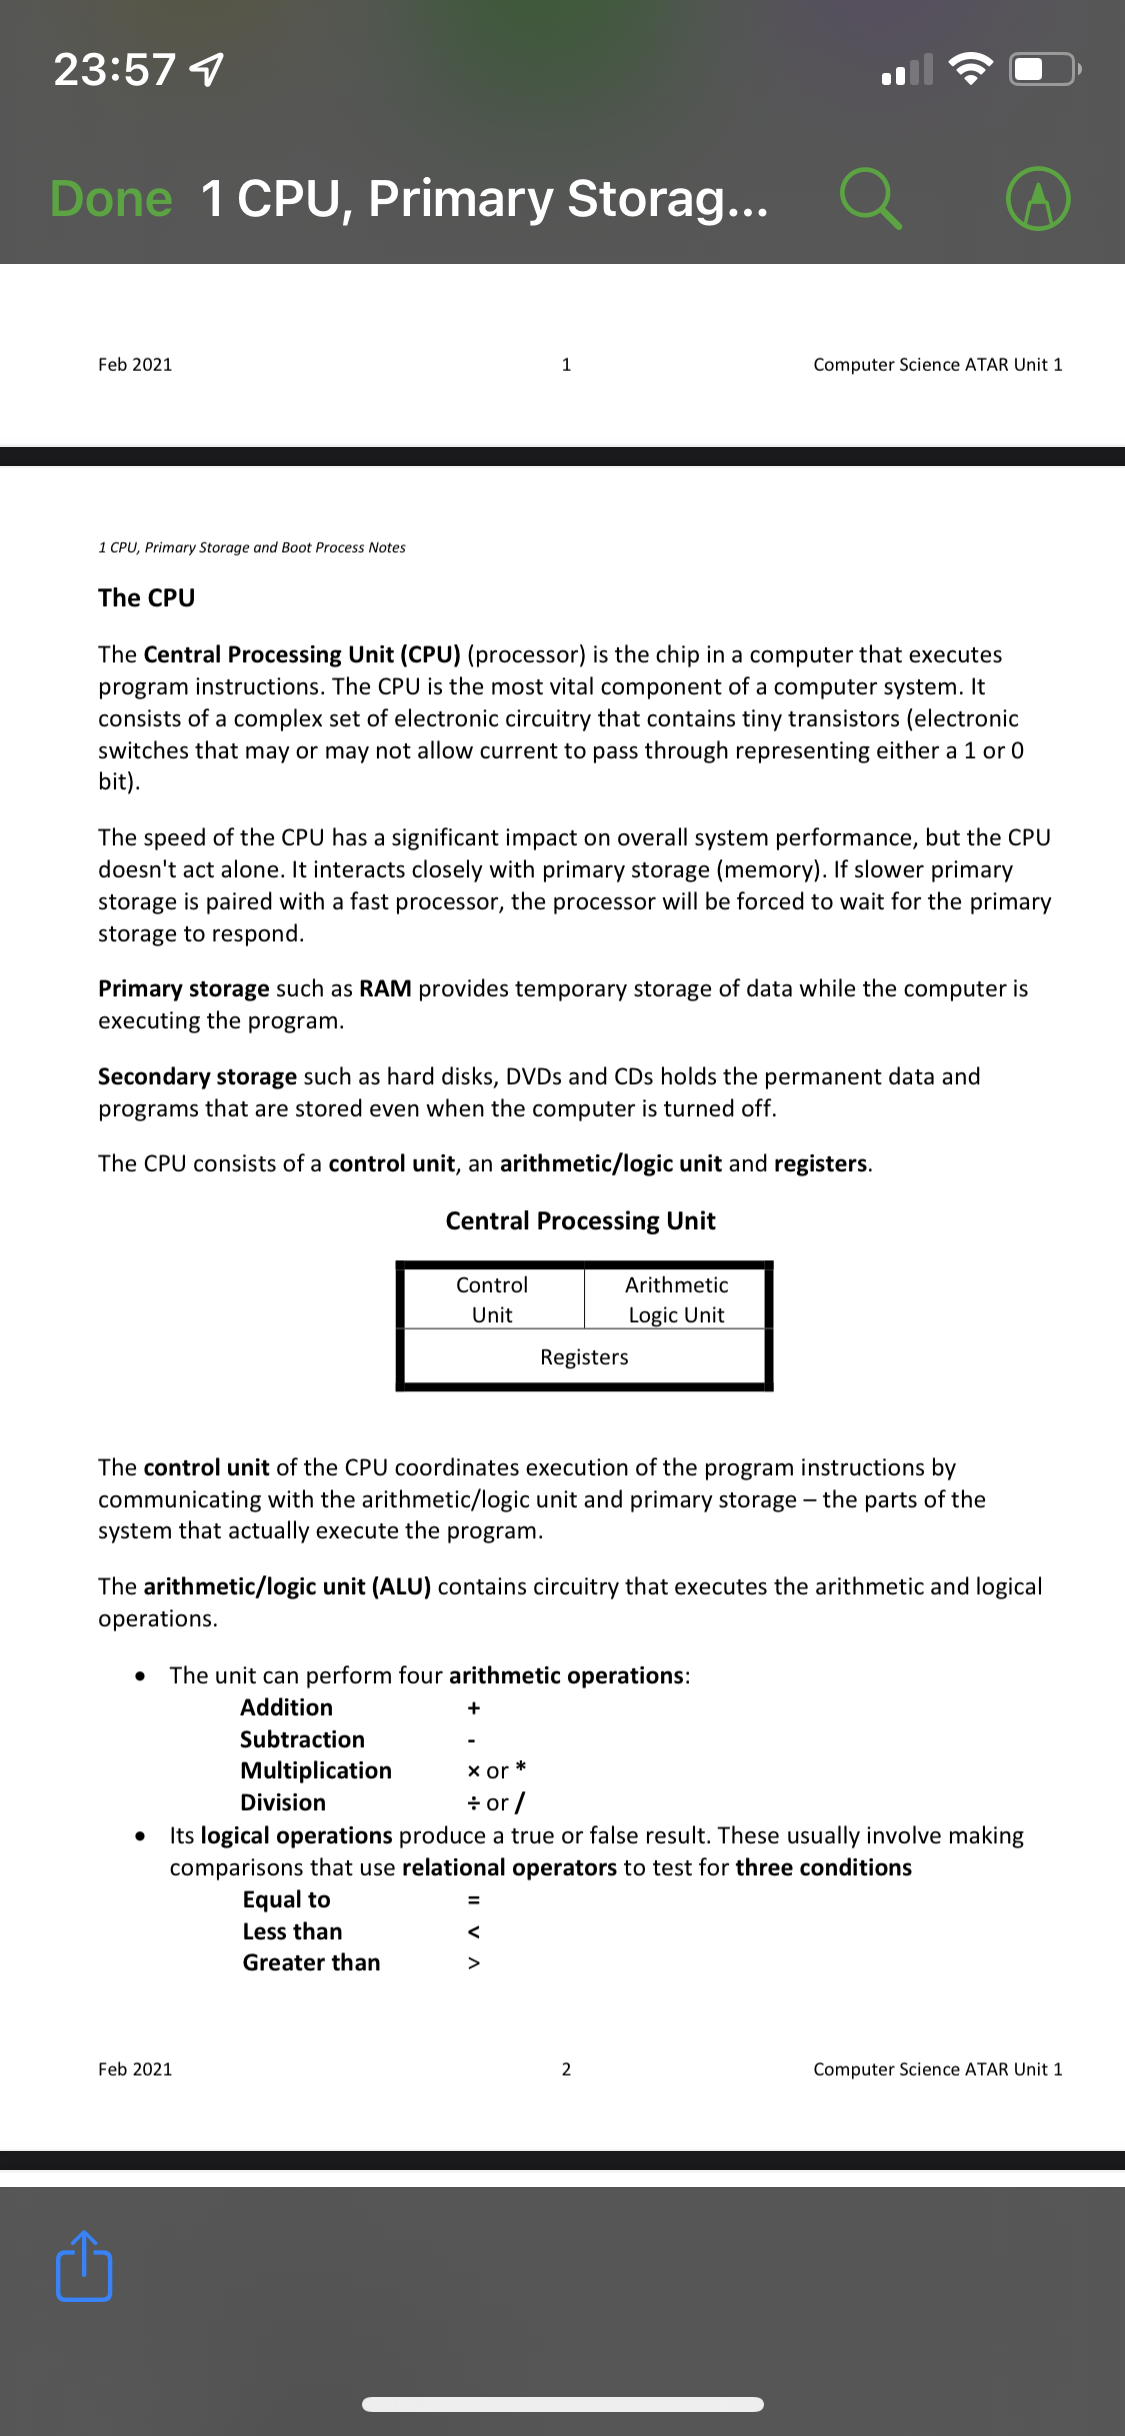 23:57
Done 1 CPU, Primary Storag...
Feb 2021 1 Computer Science ATAR Unit 1
1 CPU, Primary Storage and Boot Process Notes
The CPU
The Central Processing Unit (CPU) (processor) is the chip in a computer that executes
program instructions. The CPU is the most vital component of a computer system. It
consists of a complex set of electronic circuitry that contains tiny transistors (electronic
switches that may or may not allow current to pass through representing either a 1 or 0
bit).
The speed of the CPU has a significant impact on overall system performance, but the CPU
doesn't act alone. It interacts closely with primary storage (memory). If slower primary
storage is paired with a fast processor, the processor will be forced to wait for the primary
storage to respond.
Primary storage such as RAM provides temporary storage of data while the computer is
executing the program.
Secondary storage such as hard disks, DVDs and CDs holds the permanent data and
programs that are stored even when the computer is turned off.
The CPU consists of a control unit, an arithmetic/logic unit and registers.
Central Processing Unit
Control Arithmetic
Unit Logic Unit
Registers
The control unit of the CPU coordinates execution of the program instructions by
communicating with the arithmetic/logic unit and primary storage – the parts of the
system that actually execute the program.
The arithmetic/logic unit (ALU) contains circuitry that executes the arithmetic and logical
operations.
• The unit can perform four arithmetic operations:
Addition +
Subtraction -
Multiplication × or *
Division ÷ or /
• Its logical operations produce a true or false result. These usually involve making
comparisons that use relational operators to test for three conditions
Equal to =
Less than <
Greater than >
Feb 2021 2 Computer Science ATAR Unit 1